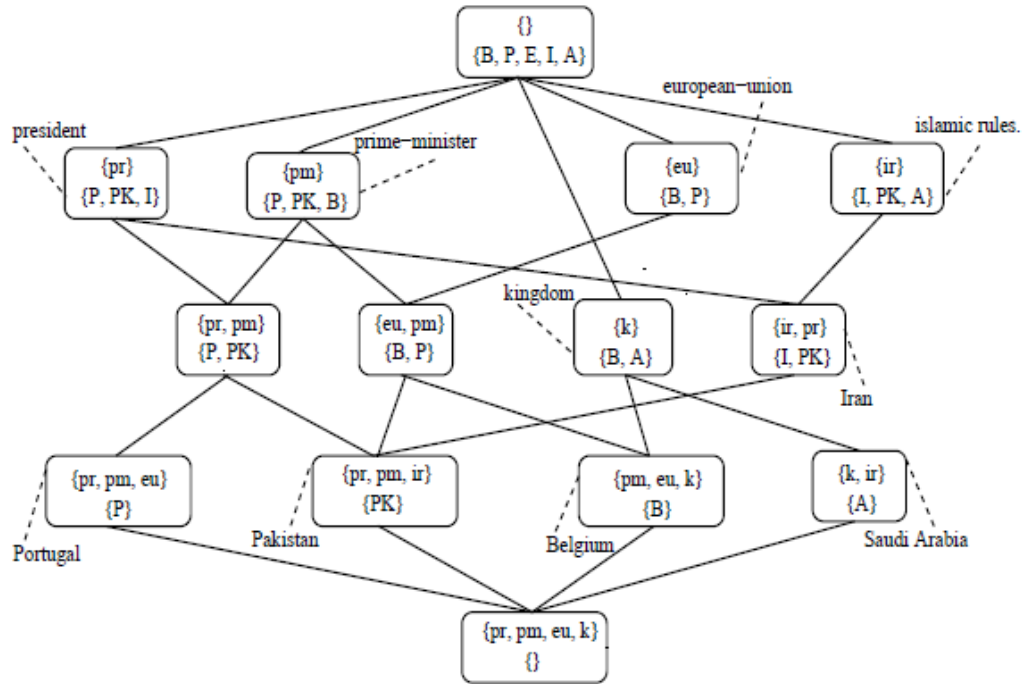 {}
{B, P, E, I, A}
european−union
president
prime−minister
islamic rules.
{pr}
{P, PK, I}
{pm}
{P, PK, B}
{eu}
{B, P}
{ir}
{I, PK, A}
kingdom
{pr, pm}
{P, PK}
{eu, pm}
{B, P}
{k}
{B, A}
{ir, pr}
{I, PK}
Iran
{pr, pm, eu}
{P}
{pr, pm, ir}
{PK}
{pm, eu, k}
{B}
{k, ir}
{A}
Portugal
Pakistan
Belgium
Saudi Arabia
{pr, pm, eu, k}
{}